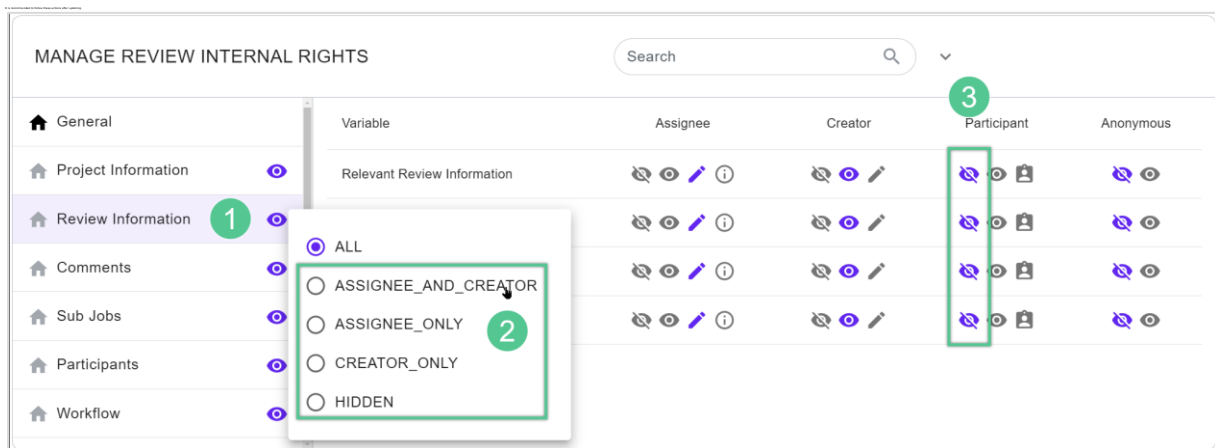 MANAGE REVIEW INTERNAL RIGHTS
Search
3
General
Variable Assignee Creator Participant Anonymous
Project Information
Relevant Review Information
Review Information
1
ALL
Comments
ASSIGNEE_AND_CREATOR
Sub Jobs
ASSIGNEE_ONLY
2
Participants
CREATOR_ONLY
Workflow
HIDDEN